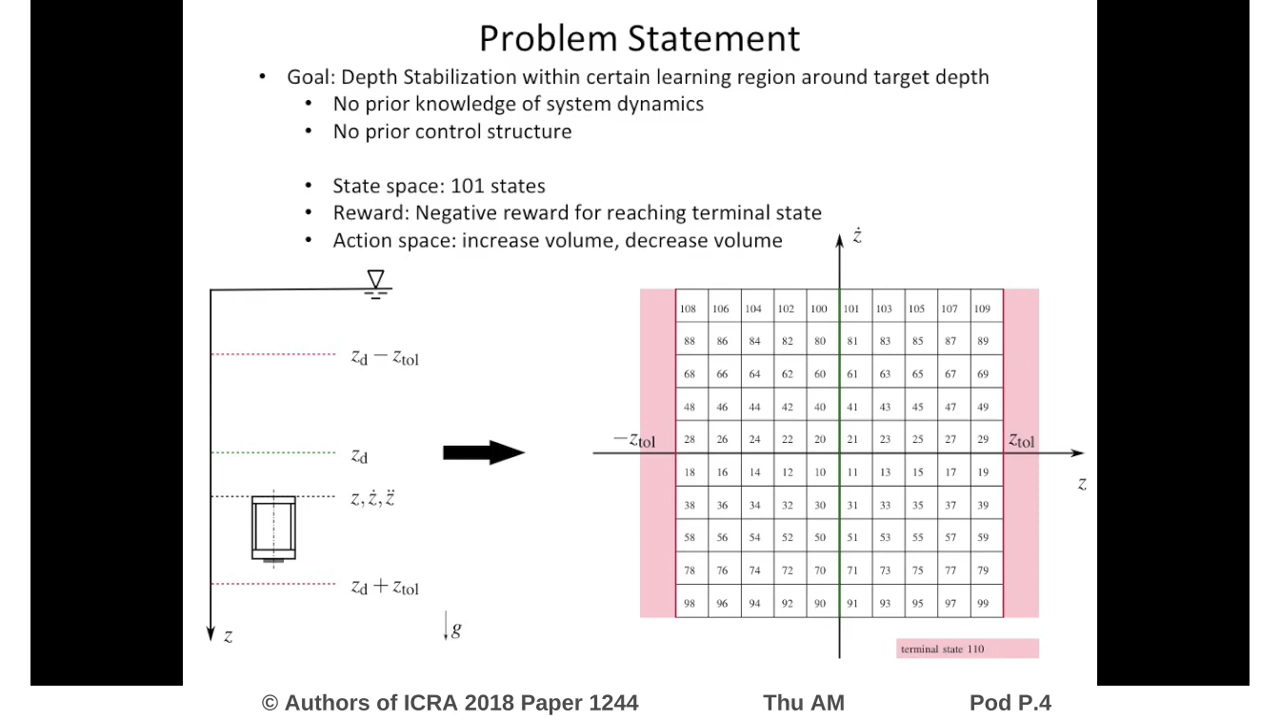 Problem Statement
• Goal: Depth Stabilization within certain learning region around target depth
• No prior knowledge of system dynamics
• No prior control structure
• State space: 101 states
• Reward: Negative reward for reaching terminal state
• Action space: increase volume, decrease volume
z_d − z_tol
z_d
z, ż, z̈
z_d + z_tol
z
g
ż
108 106 104 102 100 101 103 105 107 109
88 86 84 82 80 81 83 85 87 89
68 66 64 62 60 61 63 65 67 69
48 46 44 42 40 41 43 45 47 49
−z_tol 28 26 24 22 20 21 23 25 27 29 z_tol
18 16 14 12 10 11 13 15 17 19
z
38 36 34 32 30 31 33 35 37 39
58 56 54 52 50 51 53 55 57 59
78 76 74 72 70 71 73 75 77 79
98 96 94 92 90 91 93 95 97 99
terminal state 110
© Authors of ICRA 2018 Paper 1244 Thu AM Pod P.4